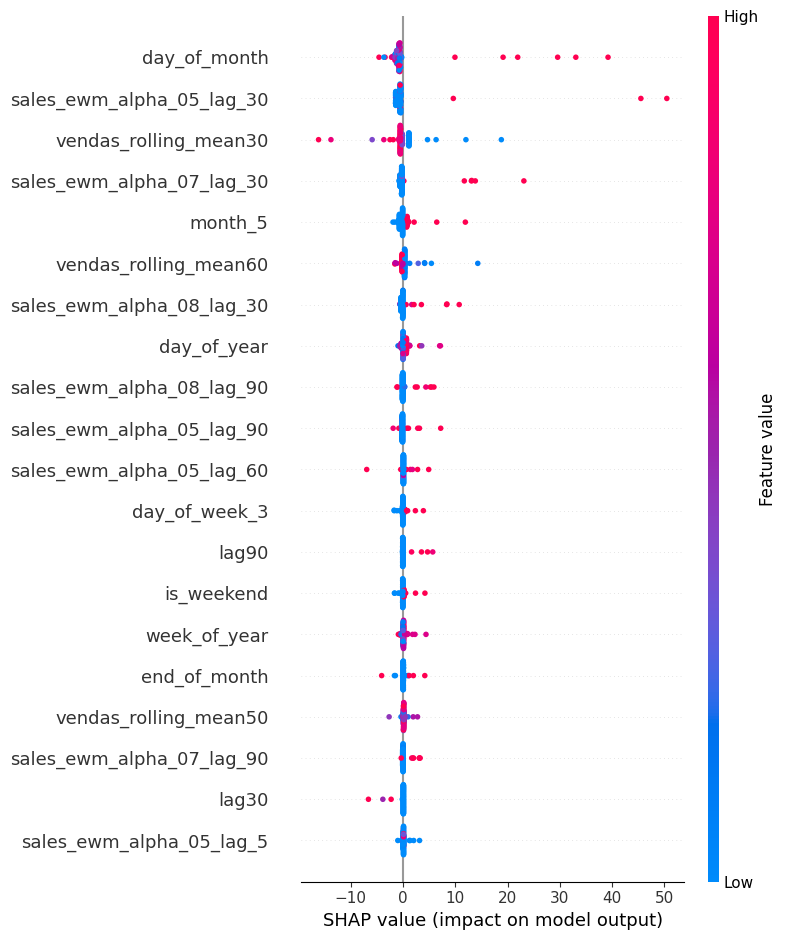 High
day_of_month
sales_ewm_alpha_05_lag_30
vendas_rolling_mean30
sales_ewm_alpha_07_lag_30
month_5
vendas_rolling_mean60
sales_ewm_alpha_08_lag_30
day_of_year
sales_ewm_alpha_08_lag_90
sales_ewm_alpha_05_lag_90
sales_ewm_alpha_05_lag_60
day_of_week_3
lag90
is_weekend
week_of_year
end_of_month
vendas_rolling_mean50
sales_ewm_alpha_07_lag_90
lag30
sales_ewm_alpha_05_lag_5
Feature value
Low
−10 0 10 20 30 40 50
SHAP value (impact on model output)